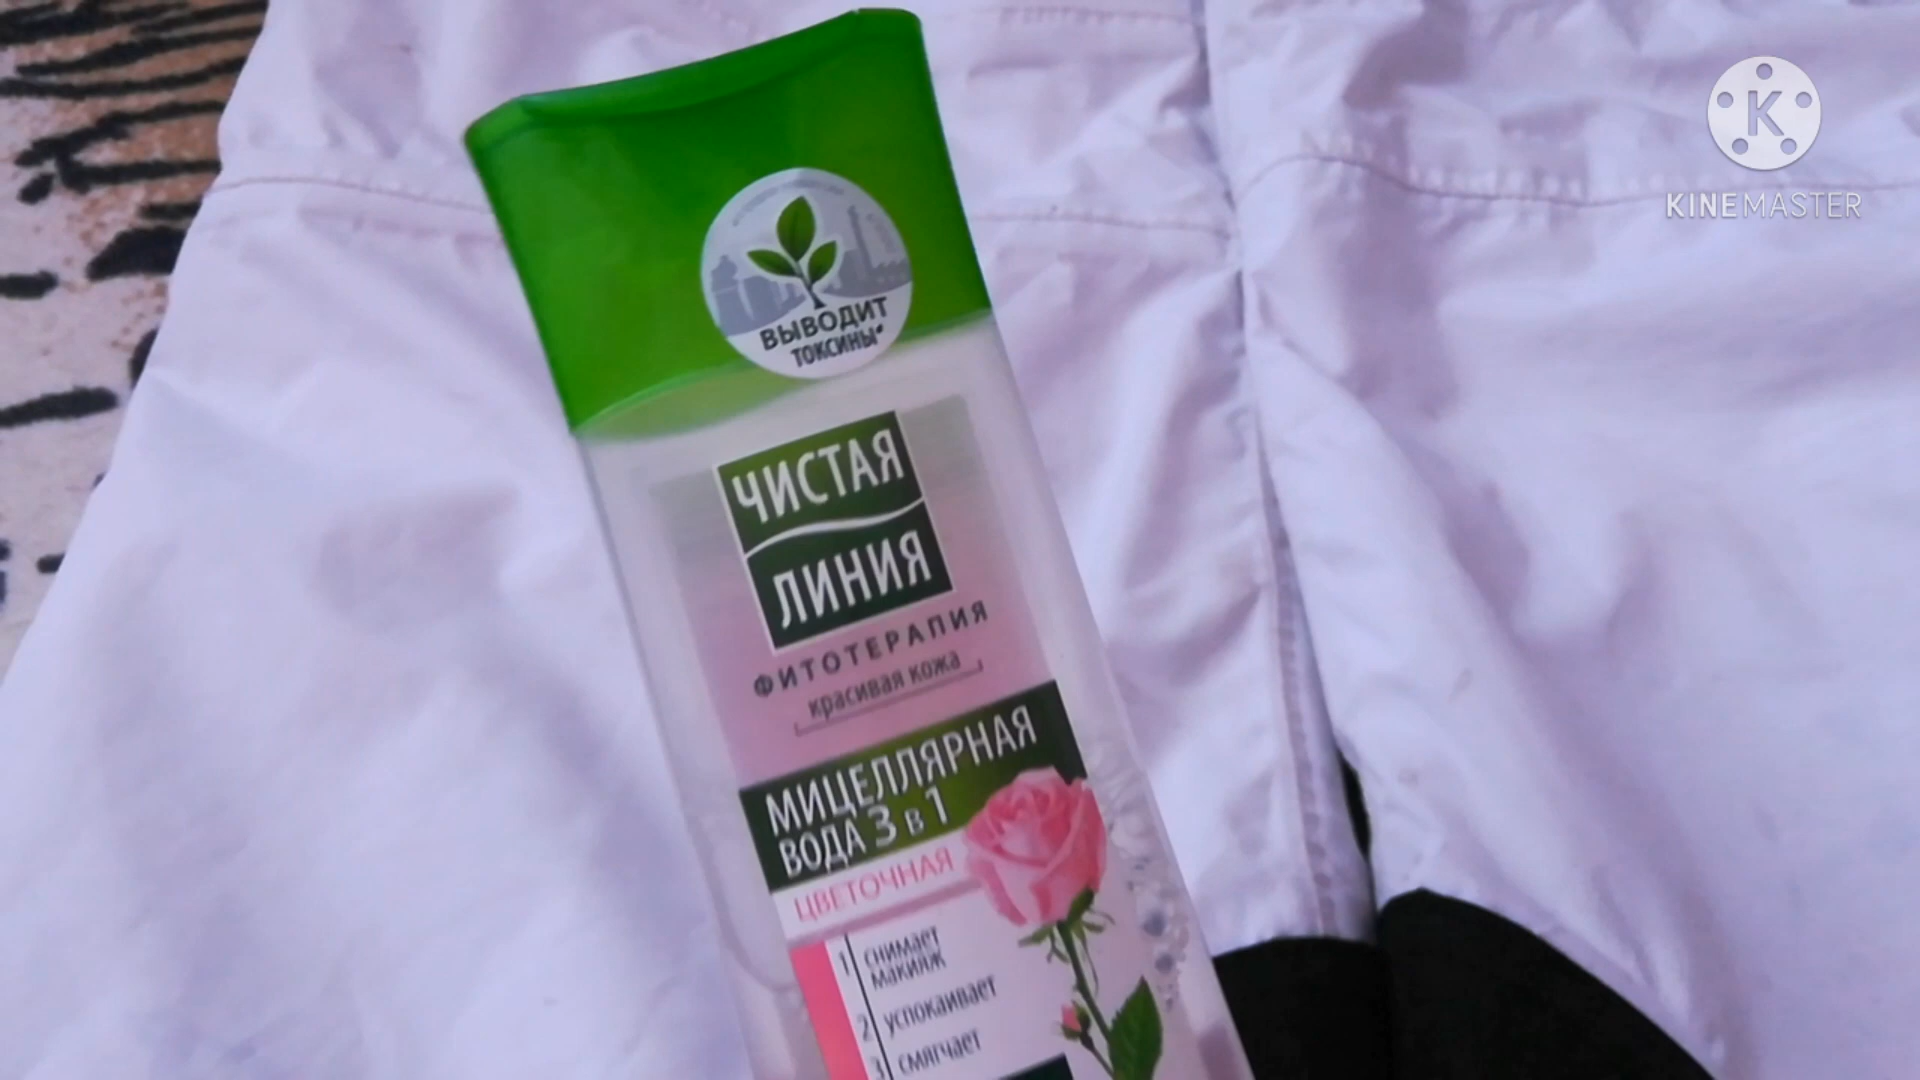 K
KINEMASTER
ВЫВОДИТ
ТОКСИНЫ*
ЧИСТАЯ
ЛИНИЯ
ФИТОТЕРАПИЯ
красивая кожа
МИЦЕЛЛЯРНАЯ
ВОДА 3 в 1
ЦВЕТОЧНАЯ
1 снимает
макияж
2 успокаивает
3 смягчает